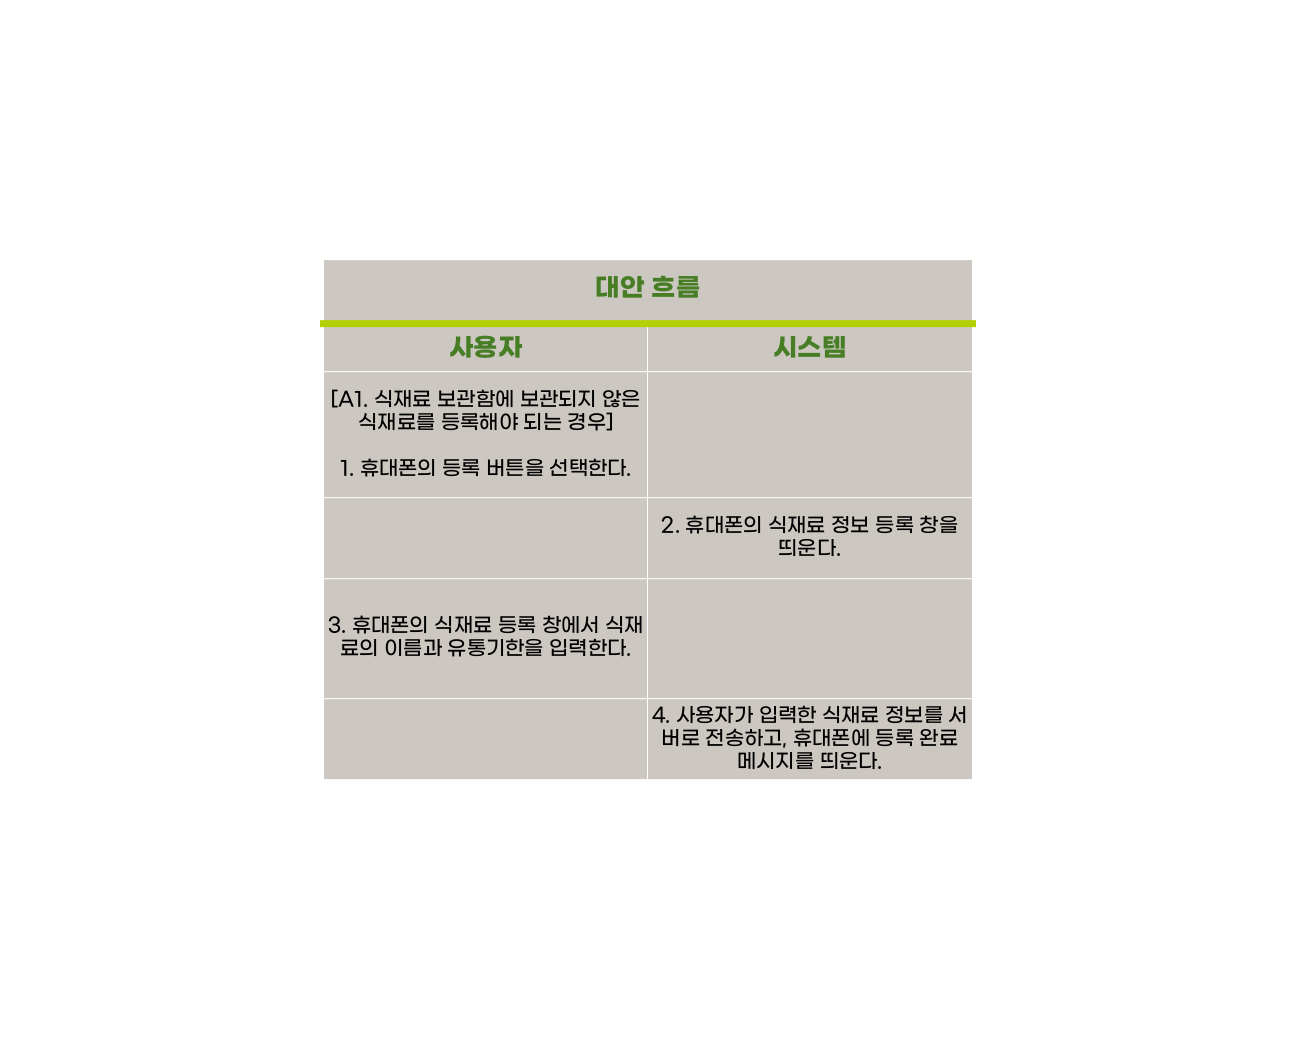 대안 흐름
사용자
시스템
[A1. 식재료 보관함에 보관되지 않은
식재료를 등록해야 되는 경우]
1. 휴대폰의 등록 버튼을 선택한다.
2. 휴대폰의 식재료 정보 등록 창을
띄운다.
3. 휴대폰의 식재료 등록 창에서 식재
료의 이름과 유통기한을 입력한다.
4. 사용자가 입력한 식재료 정보를 서
버로 전송하고, 휴대폰에 등록 완료
메시지를 띄운다.